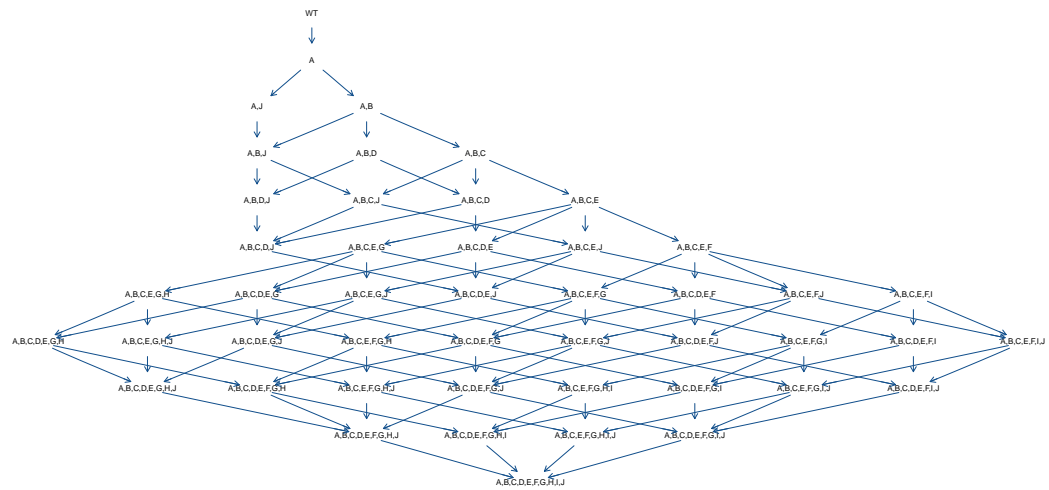 WT
A
A,J A,B
A,B,J A,B,D A,B,C
A,B,D,J A,B,C,J A,B,C,D A,B,C,E
A,B,C,D,J A,B,C,E,G A,B,C,D,E A,B,C,E,J A,B,C,E,F
A,B,C,E,G,H A,B,C,D,E,G A,B,C,E,G,J A,B,C,D,E,J A,B,C,E,F,G A,B,C,D,E,F A,B,C,E,F,J A,B,C,E,F,I
A,B,C,D,E,G,H A,B,C,E,G,H,J A,B,C,D,E,G,J A,B,C,E,F,G,H A,B,C,D,E,F,G A,B,C,E,F,G,J A,B,C,D,E,F,J A,B,C,E,F,G,I A,B,C,D,E,F,I A,B,C,E,F,I,J
A,B,C,D,E,G,H,J A,B,C,D,E,F,G,H A,B,C,E,F,G,H,J A,B,C,D,E,F,G,J A,B,C,E,F,G,H,I A,B,C,D,E,F,G,I A,B,C,E,F,G,I,J A,B,C,D,E,F,I,J
A,B,C,D,E,F,G,H,J A,B,C,D,E,F,G,H,I A,B,C,E,F,G,H,I,J A,B,C,D,E,F,G,I,J
A,B,C,D,E,F,G,H,I,J